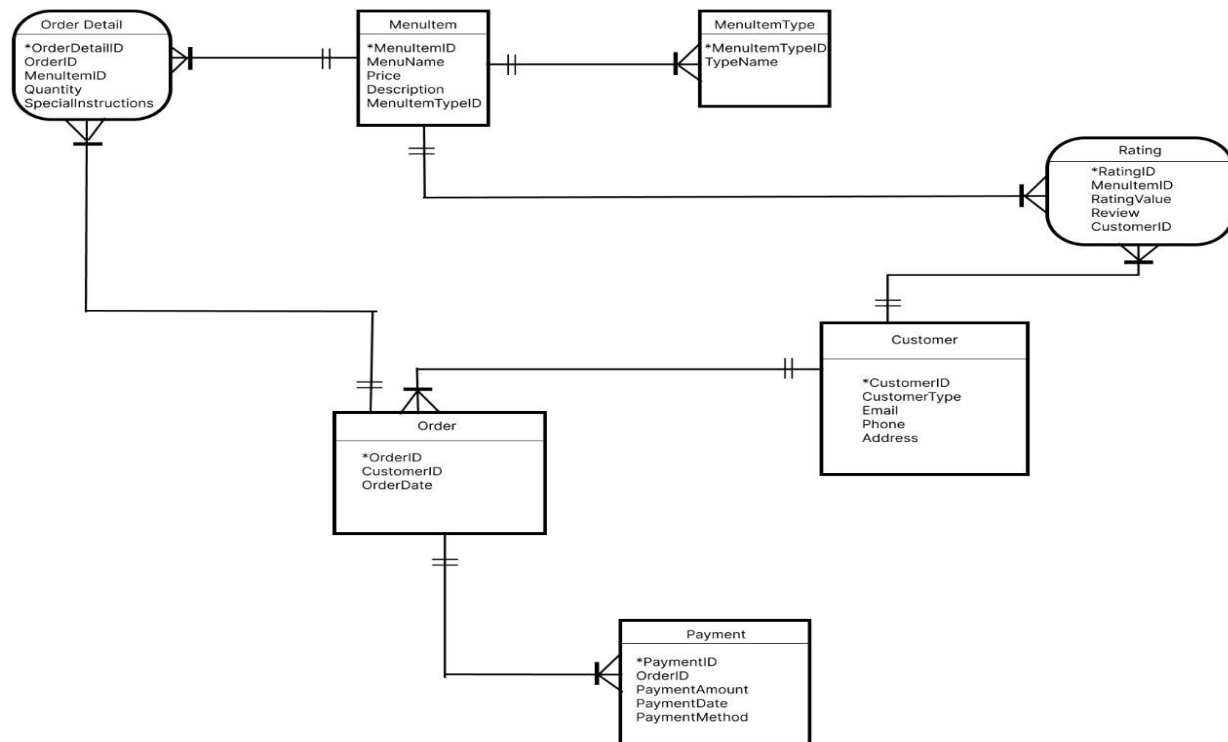 Order Detail
*OrderDetailID
OrderID
MenuItemID
Quantity
SpecialInstructions
MenuItem
*MenuItemID
MenuName
Price
Description
MenuItemTypeID
MenuItemType
*MenuItemTypeID
TypeName
Rating
*RatingID
MenuItemID
RatingValue
Review
CustomerID
Customer
*CustomerID
CustomerType
Email
Phone
Address
Order
*OrderID
CustomerID
OrderDate
Payment
*PaymentID
OrderID
PaymentAmount
PaymentDate
PaymentMethod